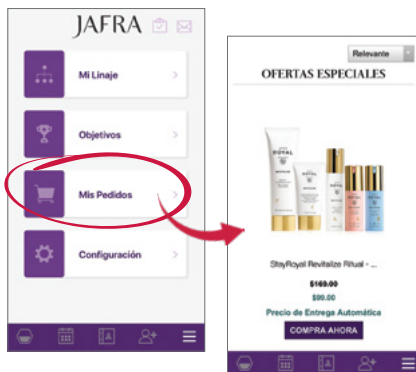 JAFRA
Mi Linaje
Objetivos
Mis Pedidos
Configuración
Relevante
OFERTAS ESPECIALES
ROYAL
StayRoyal Revitalize Ritual - ...
$169.00
$99.00
Precio de Entrega Automática
COMPRA AHORA